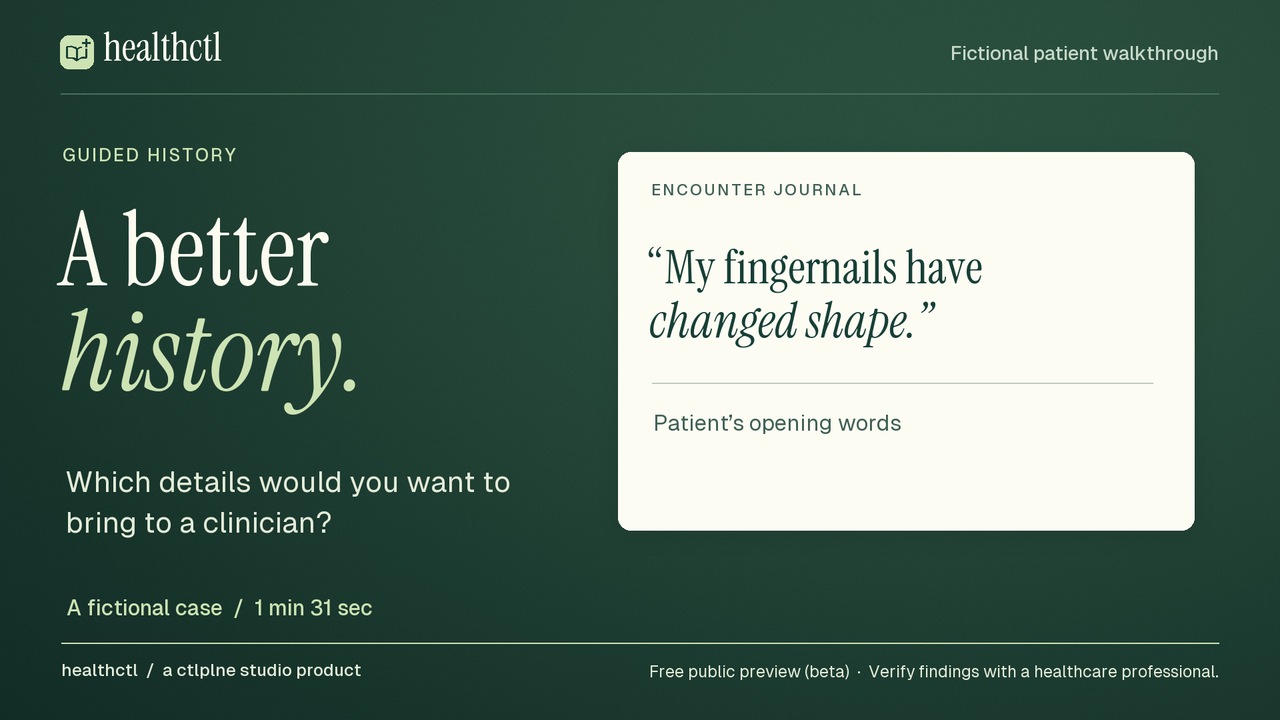 healthctl
Fictional patient walkthrough
GUIDED HISTORY
A better
history.
Which details would you want to
bring to a clinician?
A fictional case / 1 min 31 sec
ENCOUNTER JOURNAL
“My fingernails have
changed shape.”
Patient’s opening words
healthctl / a ctlplne studio product
Free public preview (beta) · Verify findings with a healthcare professional.